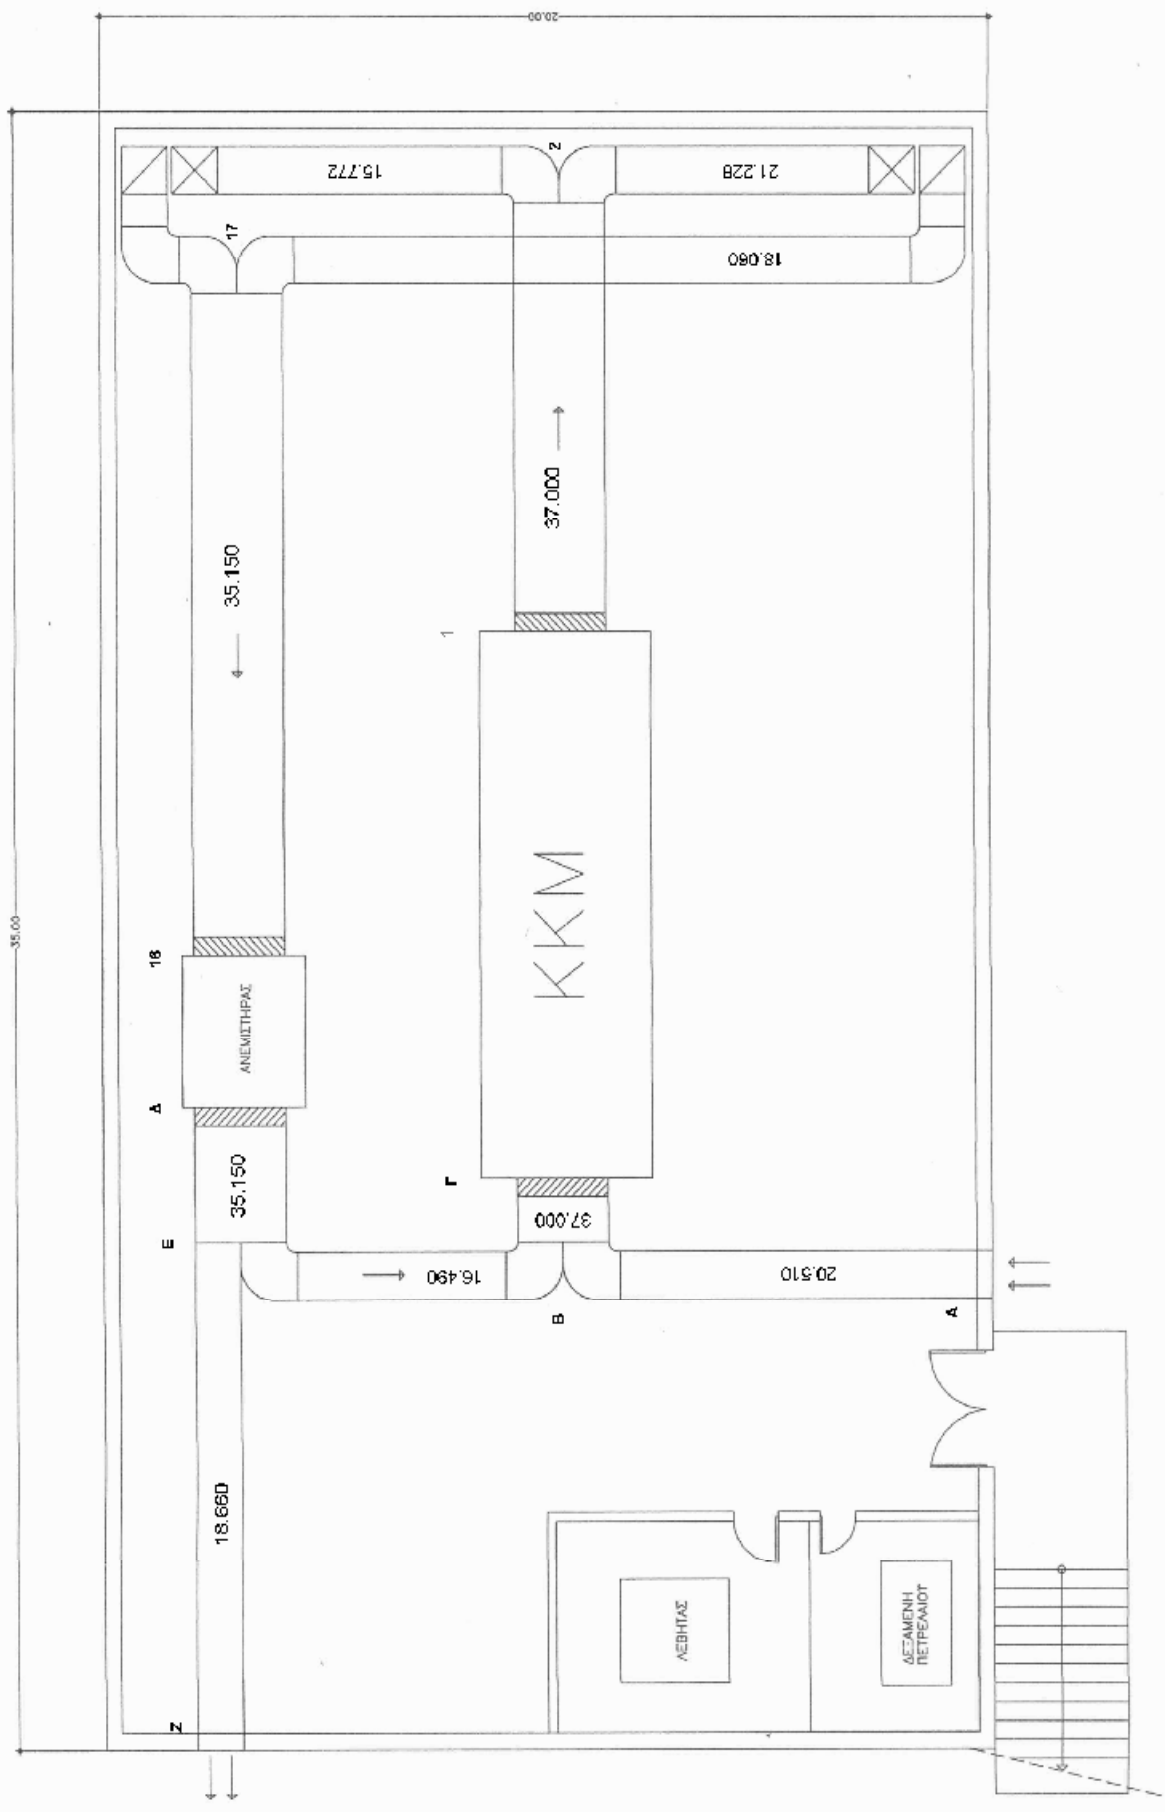 20.00
35.00
15.772
2
21.228
17
18.060
37.000
35.150
1
18
ΚΚΜ
ΑΝΕΜΙΣΤΗΡΑΣ
Δ
35.150
Γ
37.000
Ε
16.490
20.510
Β
Α
18.660
ΛΕΒΗΤΑΣ
ΔΕΞΑΜΕΝΗ
ΠΕΤΡΕΛΑΙΟΥ
Ζ